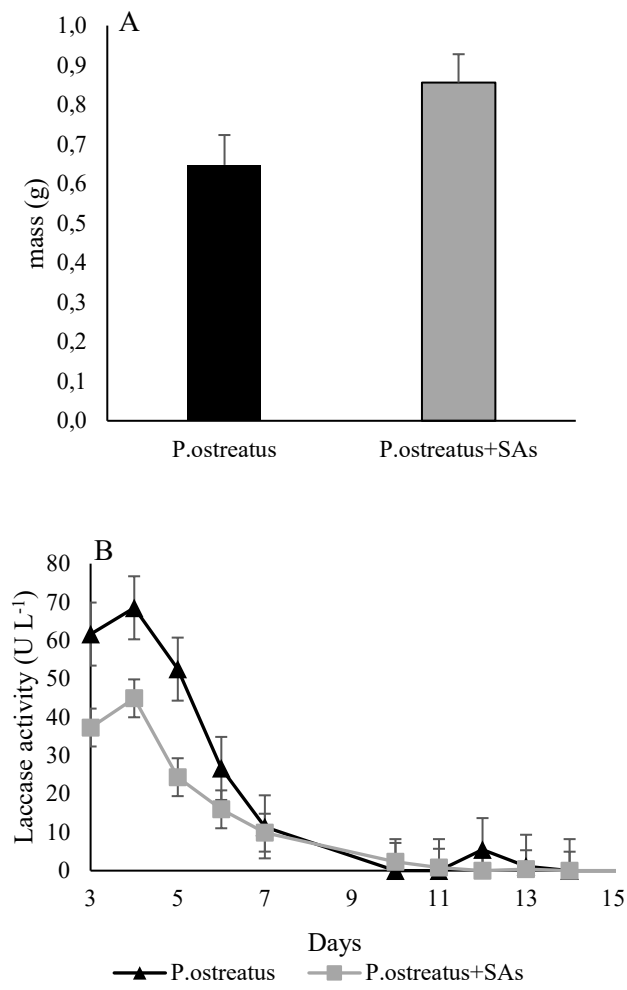 A
1,0
0,9
0,8
0,7
0,6
0,5
0,4
0,3
0,2
0,1
0,0
mass (g)
P.ostreatus P.ostreatus+SAs
B
80
70
60
50
40
30
20
10
0
Laccase activity (U L-1)
3 5 7 9 11 13 15
Days
P.ostreatus P.ostreatus+SAs